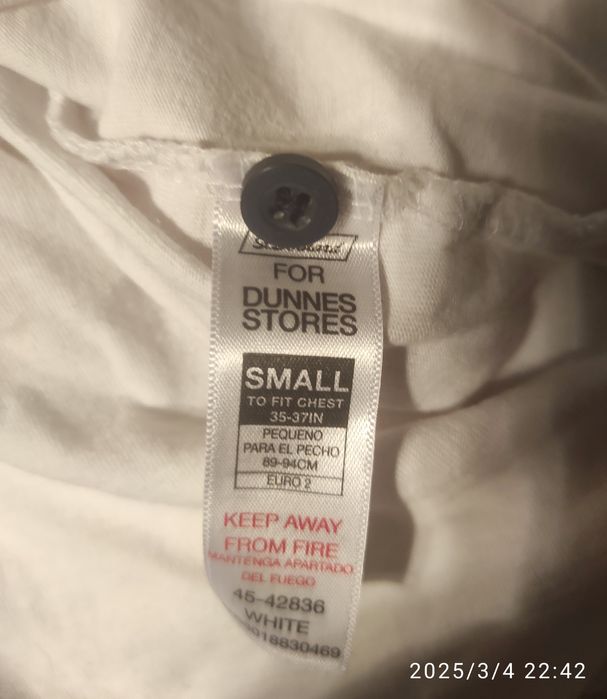 FOR
DUNNES
STORES
SMALL
TO FIT CHEST
35-37IN
PEQUENO
PARA EL PECHO
89-94CM
EURO 2
KEEP AWAY
FROM FIRE
MANTENGA APARTADO
DEL FUEGO
45-42836
WHITE
2025/3/4 22:42